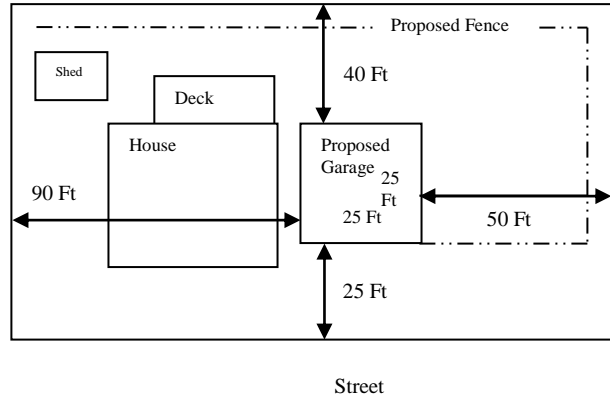 Proposed Fence
Shed
40 Ft
Deck
House
Proposed
Garage
25
Ft
25 Ft
90 Ft
50 Ft
25 Ft
Street